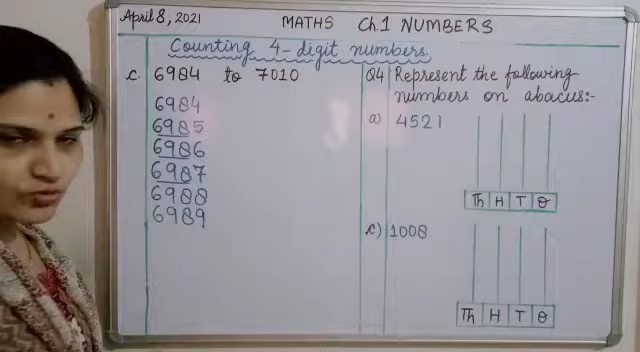 April 8, 2021 MATHS Ch.1 NUMBERS
Counting 4-digit numbers.
c. 6984 to 7010
6984
6985
6986
6987
6988
6989
Q4 Represent the following
numbers on abacus:-
a) 4521
Th H T O
c) 1008
Th H T O